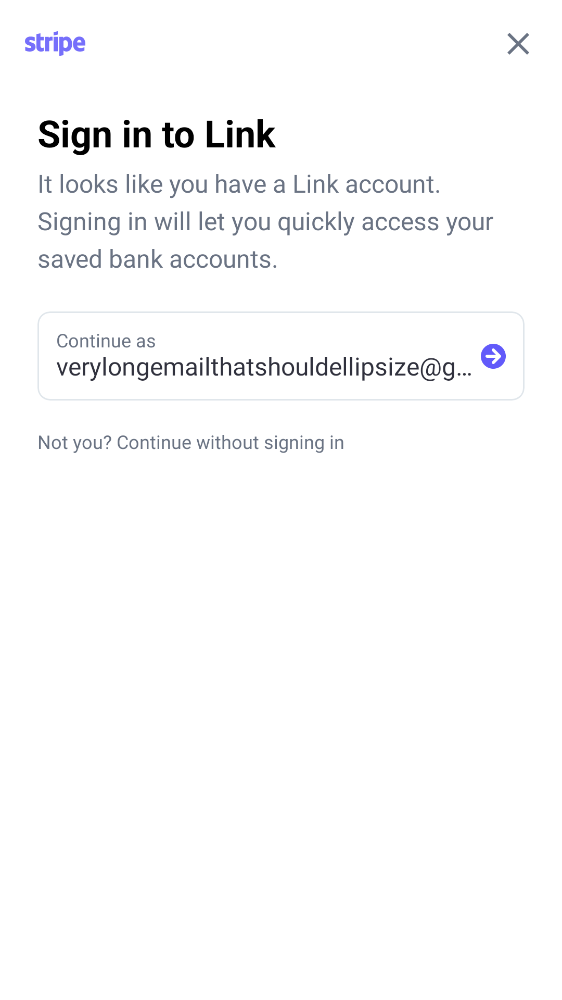 stripe
Sign in to Link
It looks like you have a Link account.
Signing in will let you quickly access your
saved bank accounts.
Continue as
verylongemailthatshouldellipsize@g...
Not you? Continue without signing in